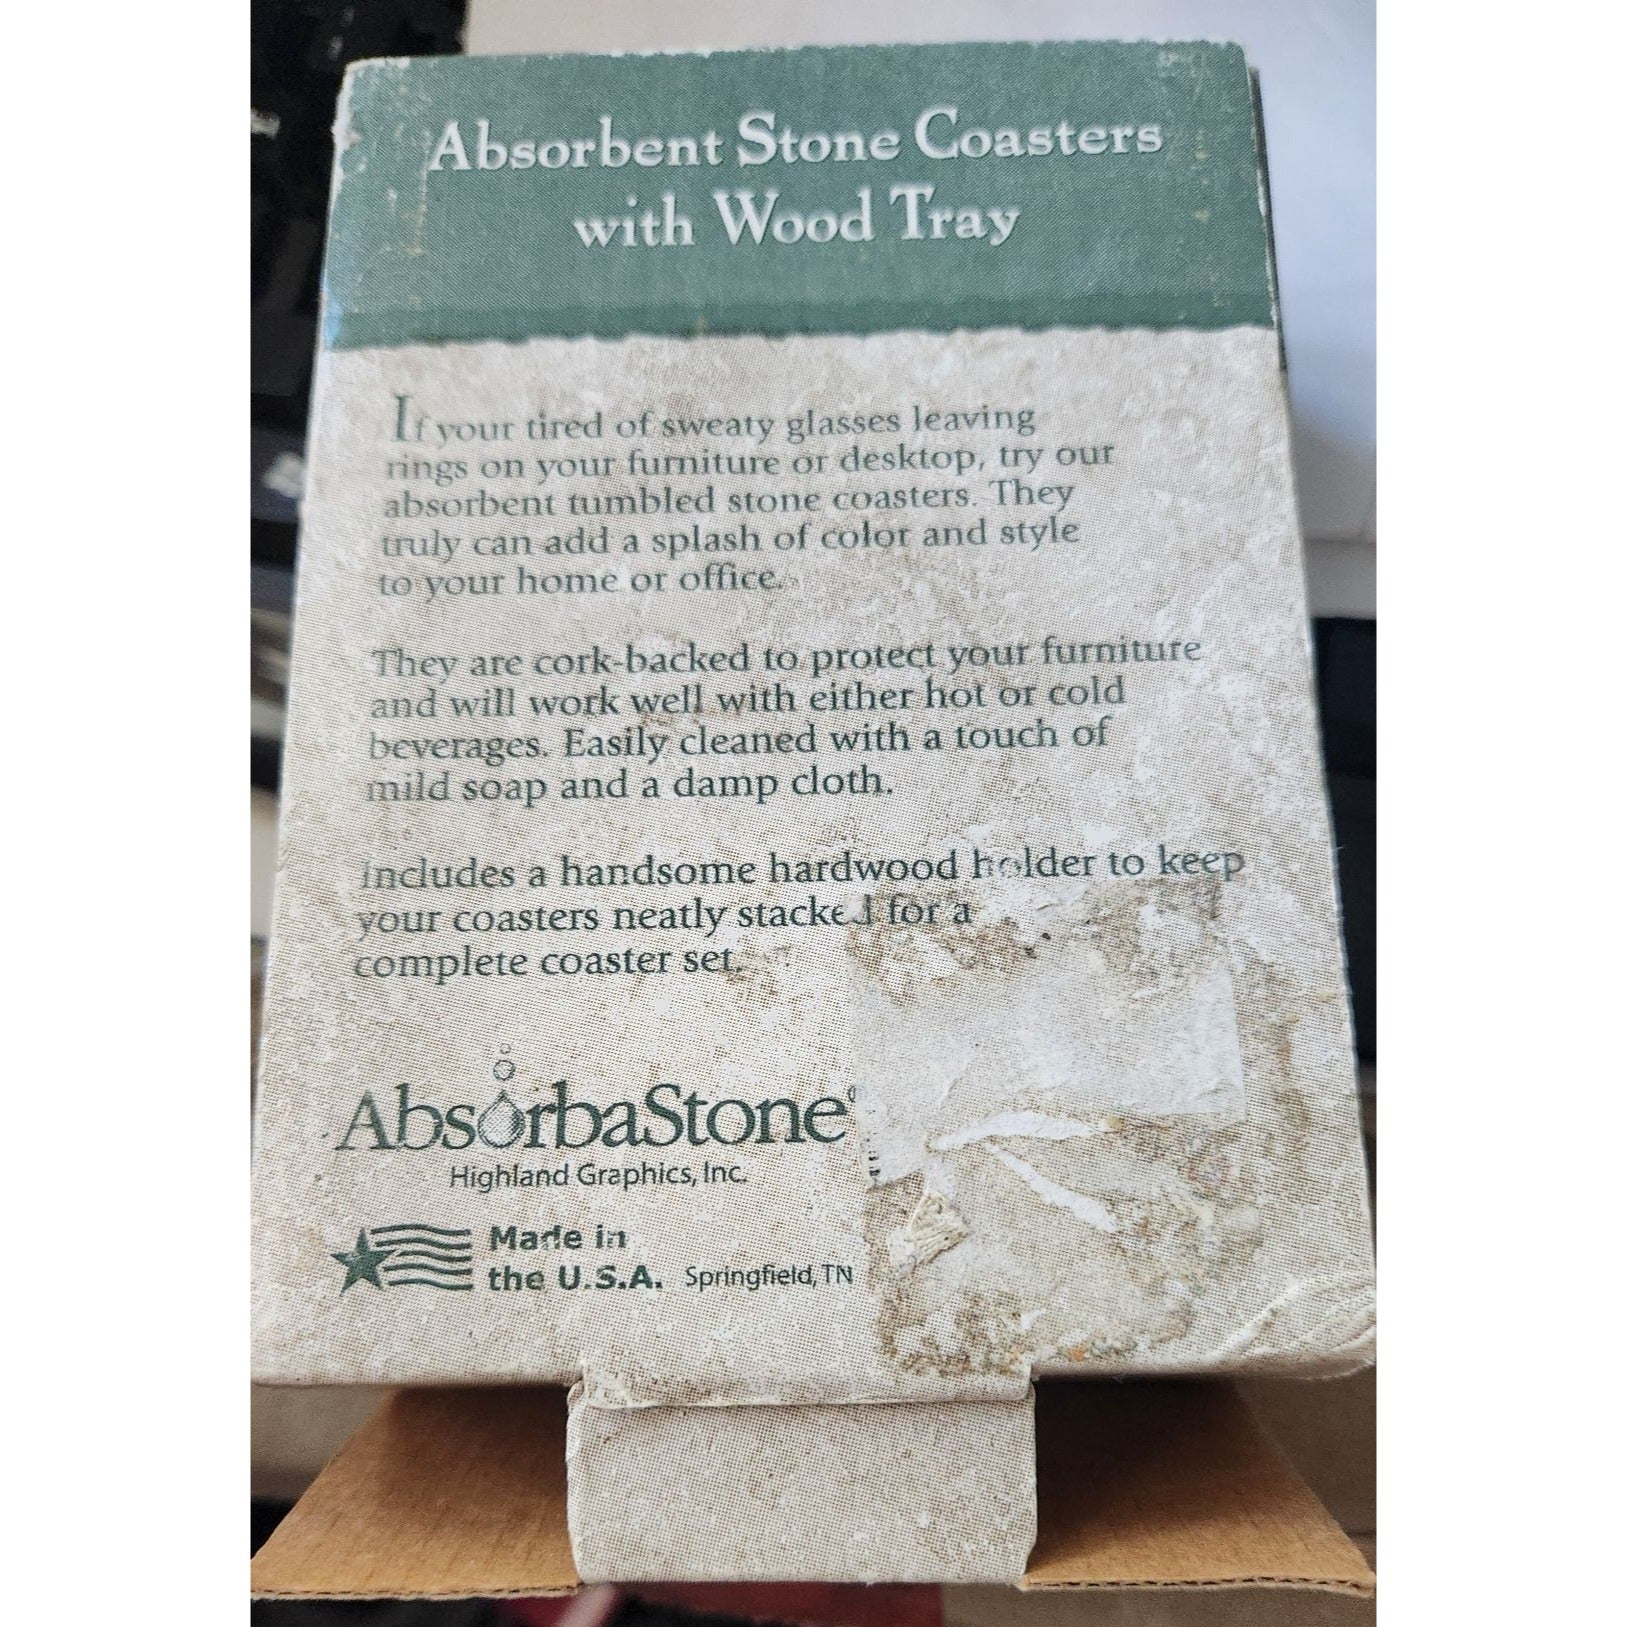 Absorbent Stone Coasters
with Wood Tray
If your tired of sweaty glasses leaving
rings on your furniture or desktop, try our
absorbent tumbled stone coasters. They
truly can add a splash of color and style
to your home or office.
They are cork-backed to protect your furniture
and will work well with either hot or cold
beverages. Easily cleaned with a touch of
mild soap and a damp cloth.
Includes a handsome hardwood holder to keep
your coasters neatly stacked for a
complete coaster set.
AbsorbaStone®
Highland Graphics, Inc.
Made in
the U.S.A. Springfield, TN